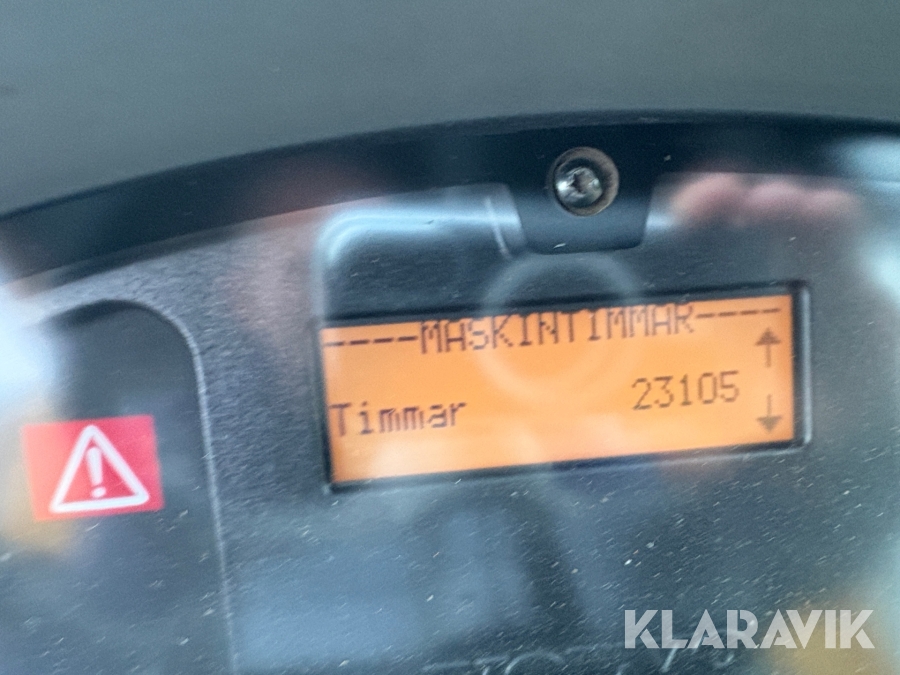 ----MASKINTIMMAR----
Timmar 23105
KLARAVIK